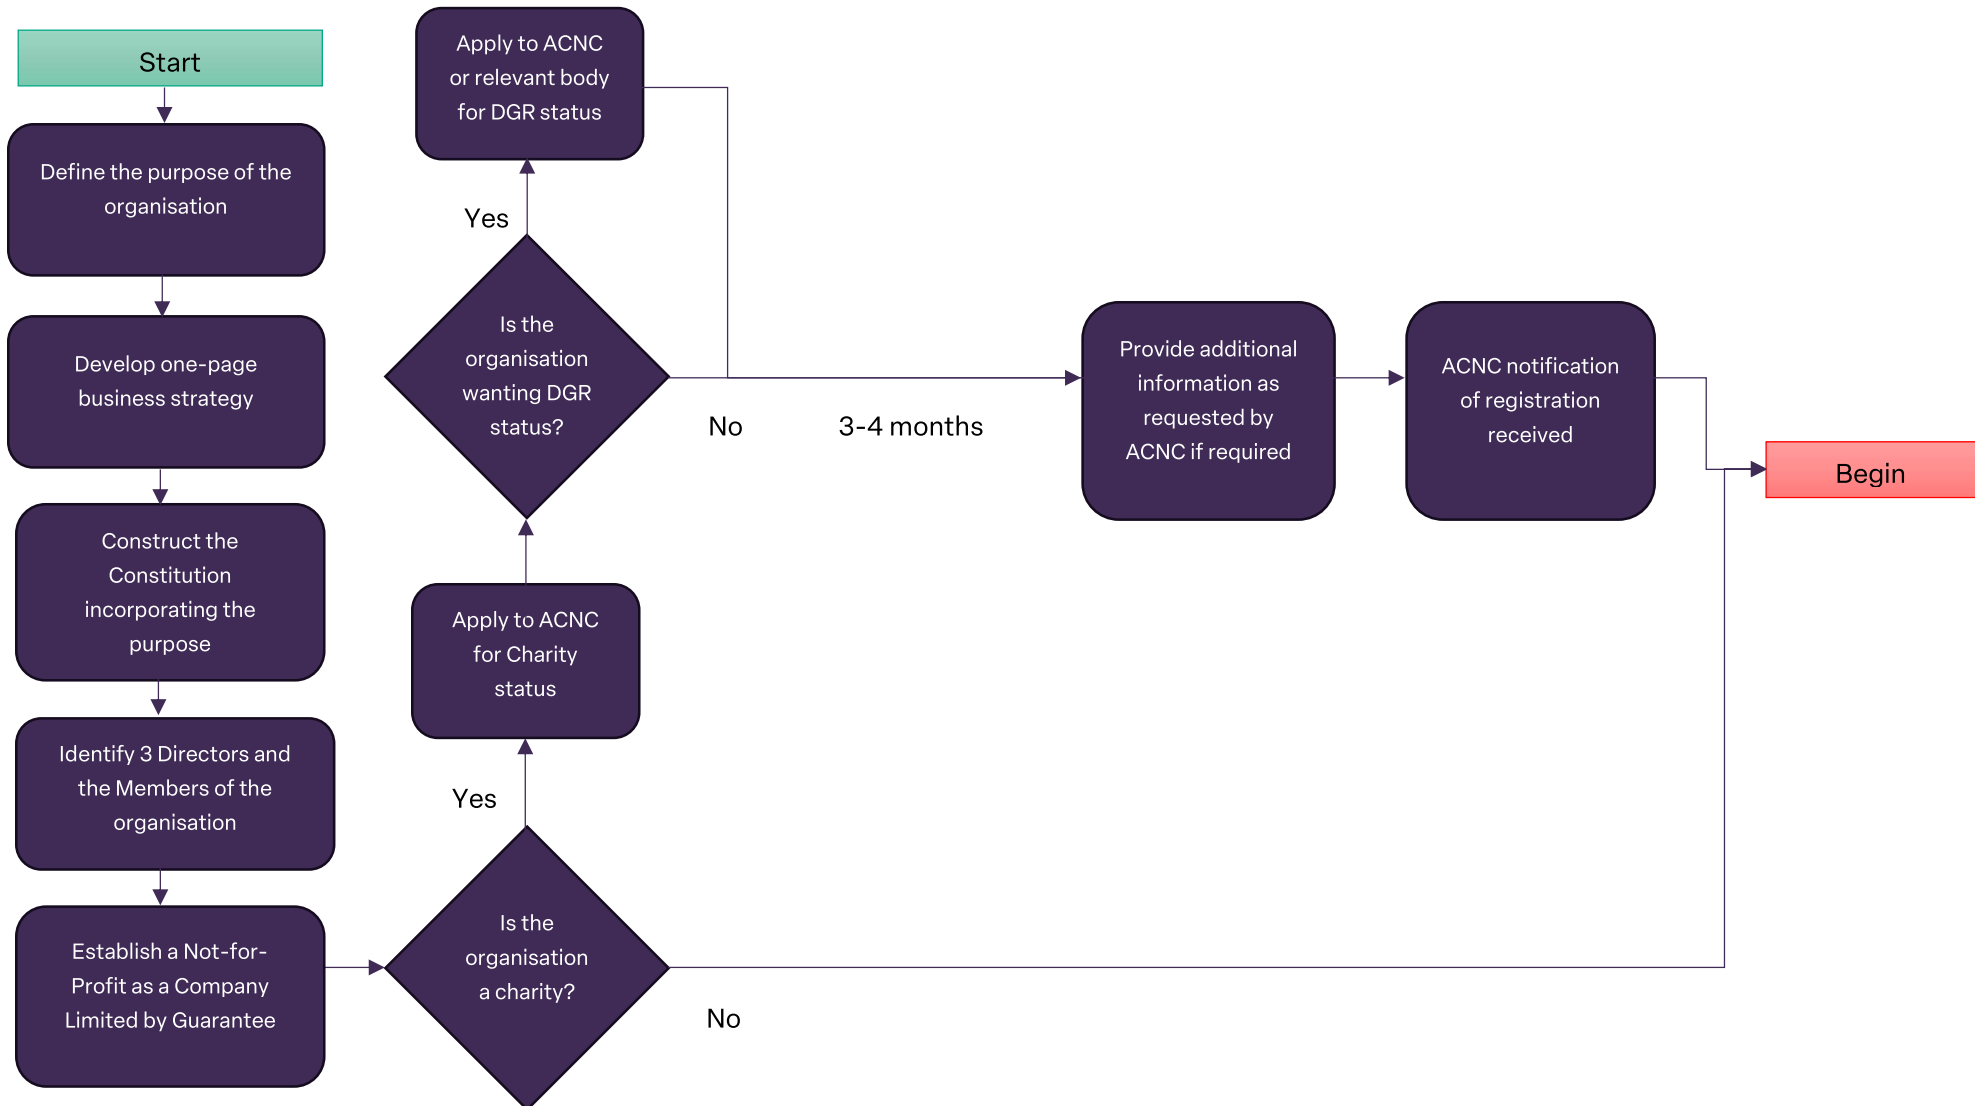 Start
Define the purpose of the
organisation
Develop one-page
business strategy
Construct the
Constitution
incorporating the
purpose
Identify 3 Directors and
the Members of the
organisation
Establish a Not-for-
Profit as a Company
Limited by Guarantee
Is the
organisation
a charity?
No
Yes
Apply to ACNC
for Charity
status
Is the
organisation
wanting DGR
status?
Yes
Apply to ACNC
or relevant body
for DGR status
No
3-4 months
Provide additional
information as
requested by
ACNC if required
ACNC notification
of registration
received
Begin